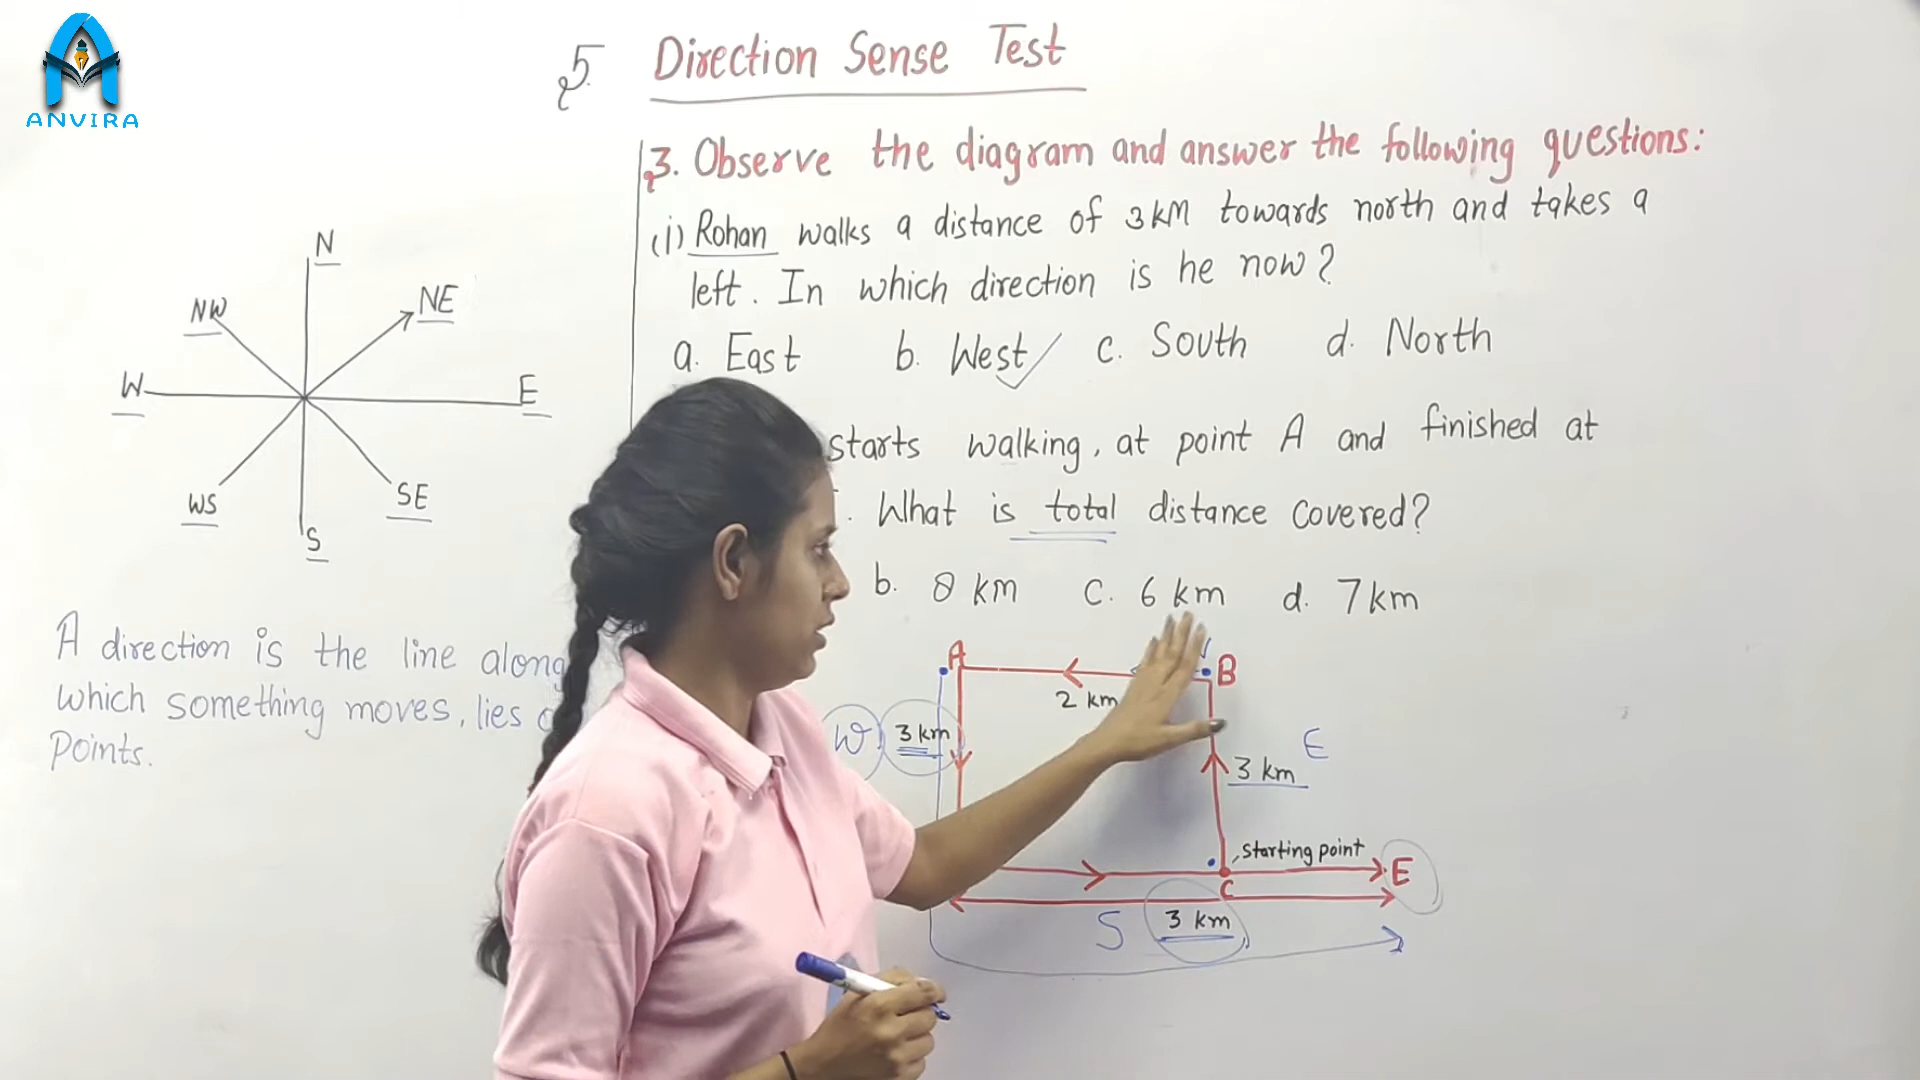 ANVIRA
5. Direction Sense Test
3. Observe the diagram and answer the following questions:
(i) Rohan walks a distance of 3KM towards north and takes a
left. In which direction is he now?
a. East b. West c. South d. North
starts walking, at point A and finished at
. What is total distance covered?
b. 8 km C. 6 km d. 7 km
N
NW NE
W E
WS SE
S
A direction is the line along
which something moves, lies
points.
A B
2 km
W 3 km
E
3 km
starting point
E
C
S 3 km